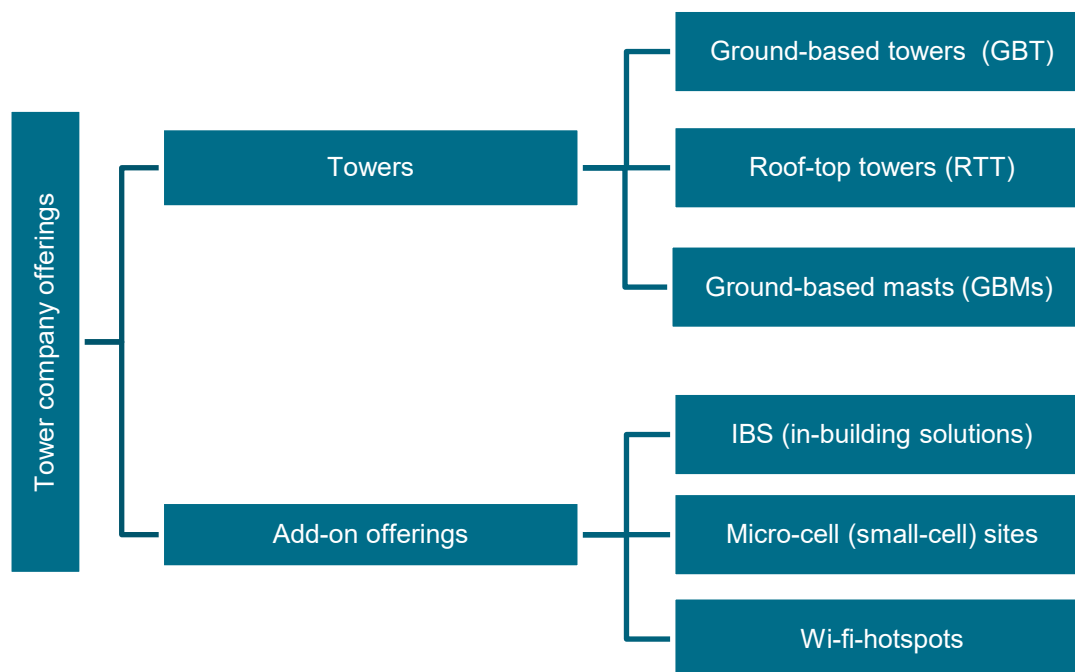 Tower company offerings
Towers
Ground-based towers  (GBT)
Roof-top towers (RTT)
Ground-based masts (GBMs)
Add-on offerings
IBS (in-building solutions)
Micro-cell (small-cell) sites
Wi-fi-hotspots